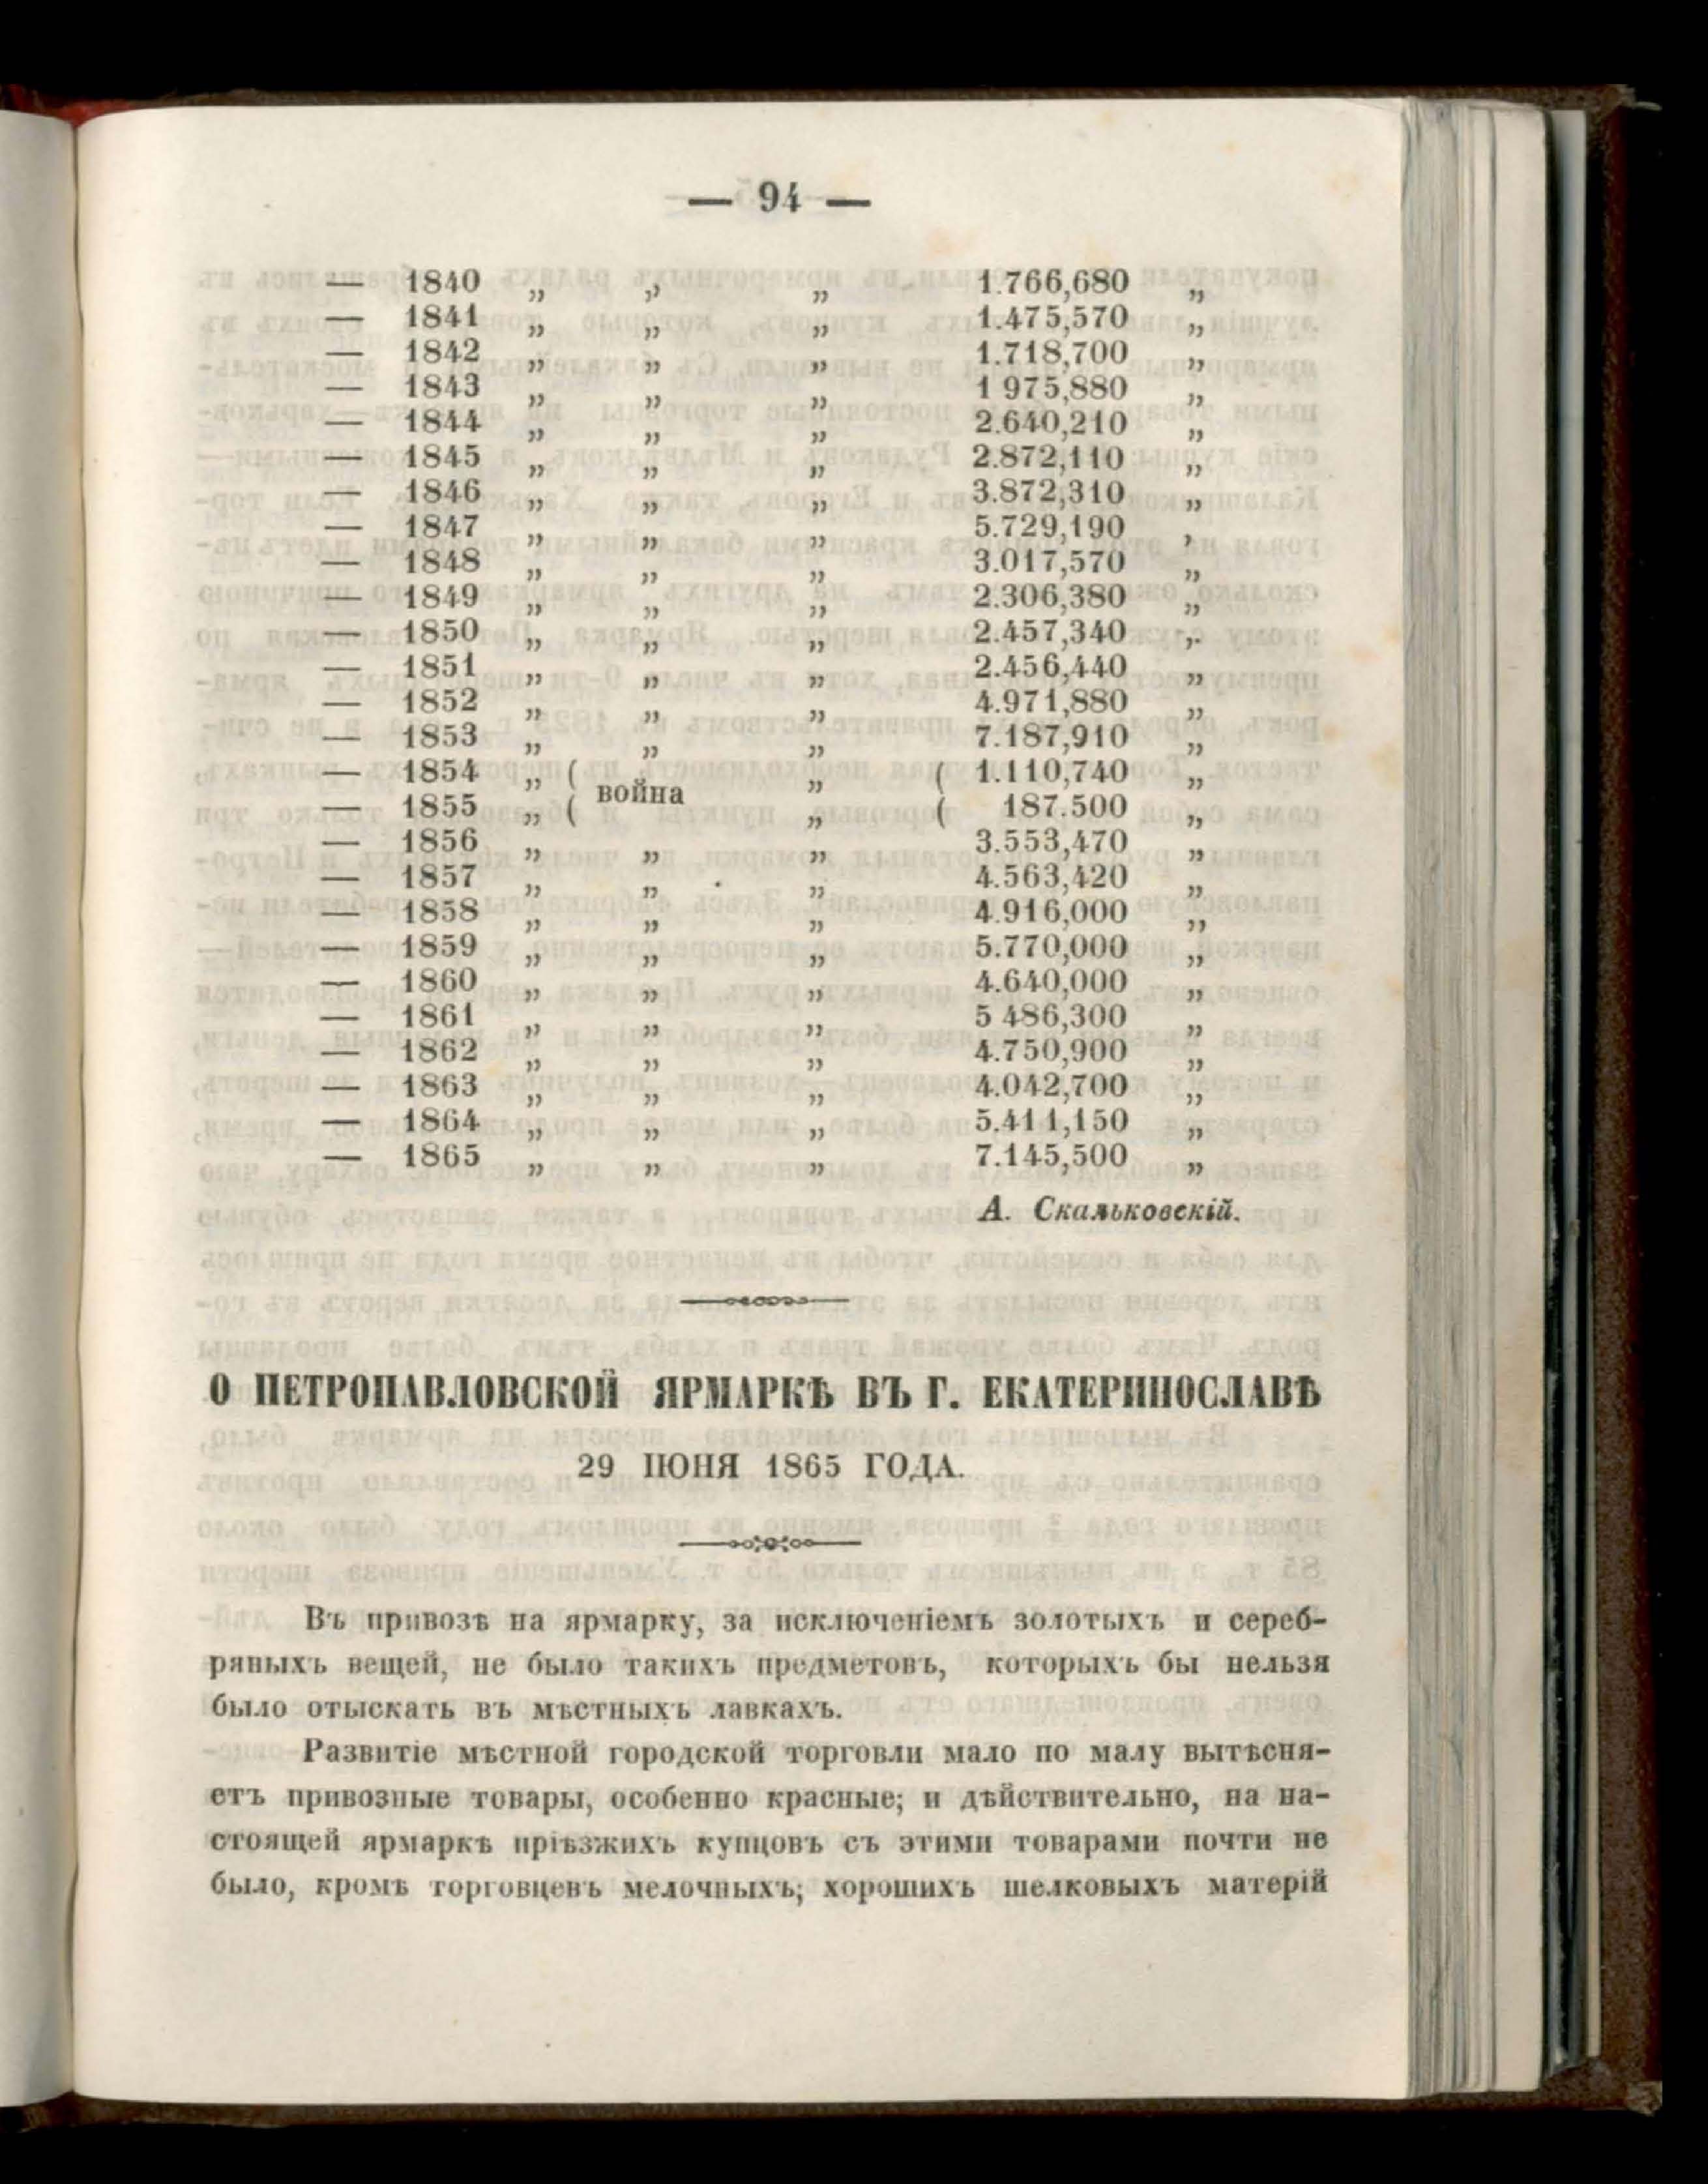 — 94 —
— 1840 „ „ „ 1.766,680 „
— 1841 „ „ „ 1.475,570 „
— 1842 „ „ „ 1.718,700 „
— 1843 „ „ „ 1 975,880 „
— 1844 „ „ „ 2.640,210 „
— 1845 „ „ „ 2.872,110 „
— 1846 „ „ „ 3.872,310 „
— 1847 „ „ „ 5.729,190 ,
— 1848 „ „ „ 3.017,570 „
— 1849 „ „ „ 2.306,380 „
— 1850 „ „ „ 2.457,340 „
— 1851 „ „ „ 2.456,440 „
— 1852 „ „ „ 4.971,880 „
— 1853 „ „ „ 7.187,910 „
— 1854 „ ( война „ ( 1.110,740 „
— 1855 „ ( „ ( 187.500 „
— 1856 „ „ „ 3.553,470 „
— 1857 „ „ „ 4.563,420 „
— 1858 „ „ „ 4.916,000 „
— 1859 „ „ „ 5.770,000 „
— 1860 „ „ „ 4.640,000 „
— 1861 „ „ „ 5 486,300 „
— 1862 „ „ „ 4.750,900 „
— 1863 „ „ „ 4.042,700 „
— 1864 „ „ „ 5.411,150 „
— 1865 „ „ „ 7.145,500 „
А. Скальковскій.
О ПЕТРОПАВЛОВСКОЙ ЯРМАРКѢ ВЪ Г. ЕКАТЕРИНОСЛАВѢ
29 ІЮНЯ 1865 ГОДА.
Въ привозѣ на ярмарку, за исключеніемъ золотыхъ и сереб-
ряныхъ вещей, не было такихъ предметовъ, которыхъ бы нельзя
было отыскать въ мѣстныхъ лавкахъ.
Развитіе мѣстной городской торговли мало по малу вытѣсня-
етъ привозные товары, особенно красные; и дѣйствительно, на на-
стоящей ярмаркѣ пріѣзжихъ купцовъ съ этими товарами почти не
было, кромѣ торговцевъ мелочныхъ; хорошихъ шелковыхъ матерій